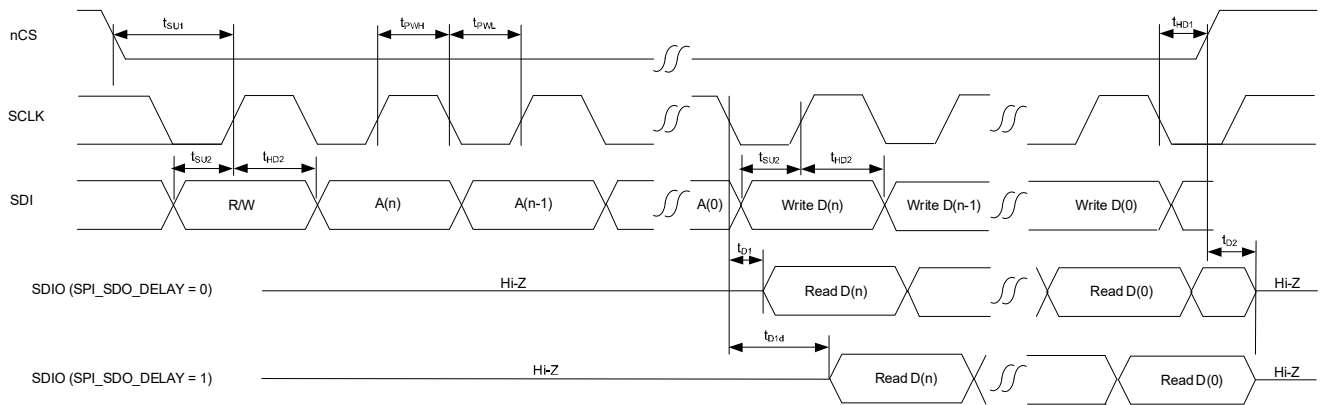 nCS
tSU1
tPWH
tPWL
tHD1
SCLK
tSU2
tHD2
tSU2
tHD2
SDI
R/W
A(n)
A(n-1)
A(0)
Write D(n)
Write D(n-1)
Write D(0)
tD1
tD2
SDIO (SPI_SDO_DELAY = 0)
Hi-Z
Read D(n)
Read D(0)
Hi-Z
tD1d
SDIO (SPI_SDO_DELAY = 1)
Hi-Z
Read D(n)
Read D(0)
Hi-Z